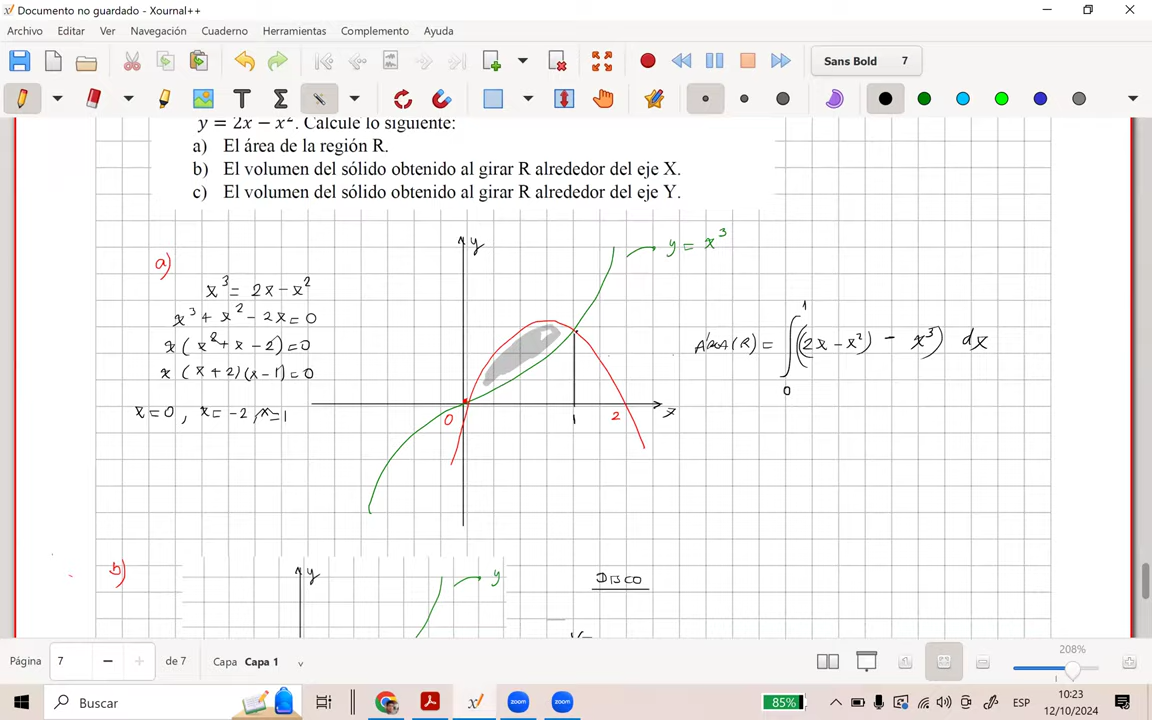 Documento no guardado - Xournal++
Archivo Editar Ver Navegación Cuaderno Herramientas Complemento Ayuda
Sans Bold 7
y = 2x − x². Calcule lo siguiente:
a) El área de la región R.
b) El volumen del sólido obtenido al girar R alrededor del eje X.
c) El volumen del sólido obtenido al girar R alrededor del eje Y.
a)
x³ = 2x − x²
x³ + x² − 2x = 0
x ( x² + x − 2) = 0
x ( x + 2) (x − 1) = 0
x = 0 , x = −2 , x = 1
y
y = x³
0 1 2 x
Área(R) = ∫₀¹ ((2x − x²) − x³) dx
b)
y
y
DISCO
Página 7 de 7 Capa Capa 1
208%
Buscar
zoom zoom
85%
ESP
10:23
12/10/2024